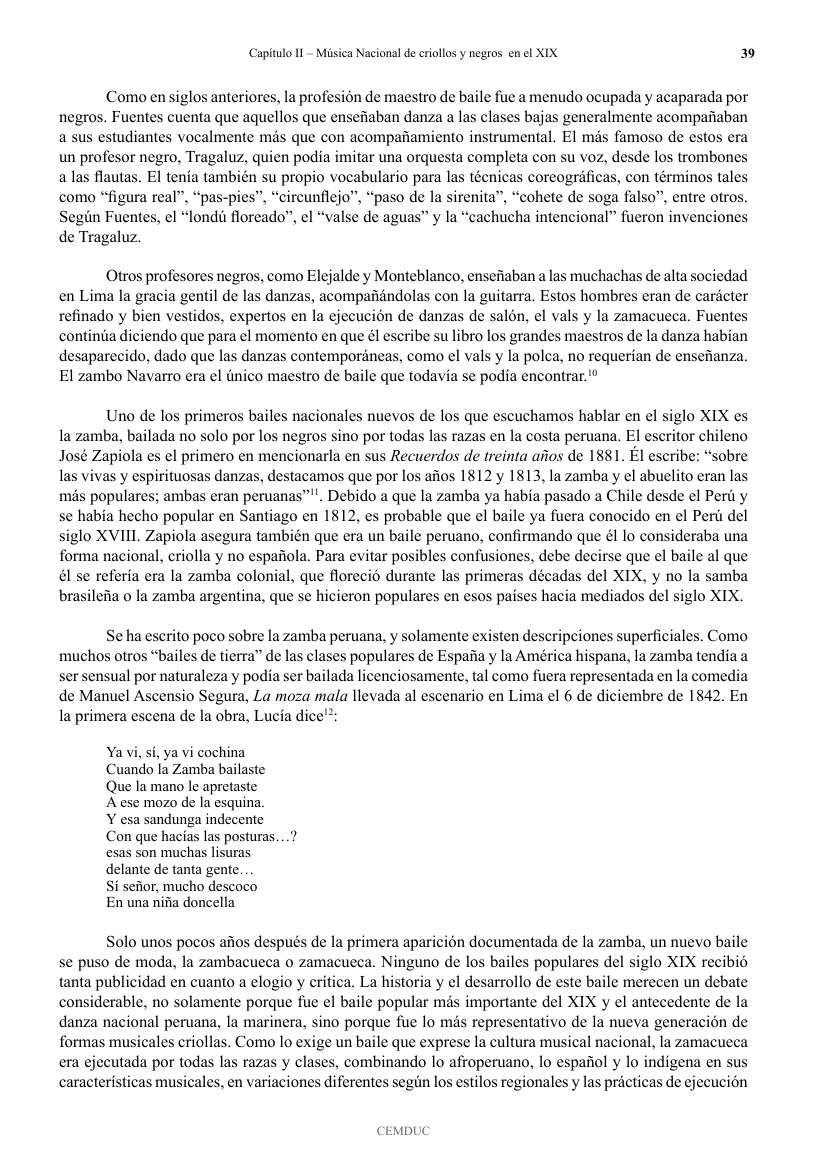 Capítulo II – Música Nacional de criollos y negros  en el XIX
39
Como en siglos anteriores, la profesión de maestro de baile fue a menudo ocupada y acaparada por
negros. Fuentes cuenta que aquellos que enseñaban danza a las clases bajas generalmente acompañaban
a sus estudiantes vocalmente más que con acompañamiento instrumental. El más famoso de estos era
un profesor negro, Tragaluz, quien podía imitar una orquesta completa con su voz, desde los trombones
a las flautas. El tenía también su propio vocabulario para las técnicas coreográficas, con términos tales
como “figura real”, “pas-pies”, “circunflejo”, “paso de la sirenita”, “cohete de soga falso”, entre otros.
Según Fuentes, el “londú floreado”, el “valse de aguas” y la “cachucha intencional” fueron invenciones
de Tragaluz.
Otros profesores negros, como Elejalde y Monteblanco, enseñaban a las muchachas de alta sociedad
en Lima la gracia gentil de las danzas, acompañándolas con la guitarra. Estos hombres eran de carácter
refinado y bien vestidos, expertos en la ejecución de danzas de salón, el vals y la zamacueca. Fuentes
continúa diciendo que para el momento en que él escribe su libro los grandes maestros de la danza habían
desaparecido, dado que las danzas contemporáneas, como el vals y la polca, no requerían de enseñanza.
El zambo Navarro era el único maestro de baile que todavía se podía encontrar.10
Uno de los primeros bailes nacionales nuevos de los que escuchamos hablar en el siglo XIX es
la zamba, bailada no solo por los negros sino por todas las razas en la costa peruana. El escritor chileno
José Zapiola es el primero en mencionarla en sus Recuerdos de treinta años de 1881. Él escribe: “sobre
las vivas y espirituosas danzas, destacamos que por los años 1812 y 1813, la zamba y el abuelito eran las
más populares; ambas eran peruanas”11. Debido a que la zamba ya había pasado a Chile desde el Perú y
se había hecho popular en Santiago en 1812, es probable que el baile ya fuera conocido en el Perú del
siglo XVIII. Zapiola asegura también que era un baile peruano, confirmando que él lo consideraba una
forma nacional, criolla y no española. Para evitar posibles confusiones, debe decirse que el baile al que
él se refería era la zamba colonial, que floreció durante las primeras décadas del XIX, y no la samba
brasileña o la zamba argentina, que se hicieron populares en esos países hacia mediados del siglo XIX.
Se ha escrito poco sobre la zamba peruana, y solamente existen descripciones superficiales. Como
muchos otros “bailes de tierra” de las clases populares de España y la América hispana, la zamba tendía a
ser sensual por naturaleza y podía ser bailada licenciosamente, tal como fuera representada en la comedia
de Manuel Ascensio Segura, La moza mala llevada al escenario en Lima el 6 de diciembre de 1842. En
la primera escena de la obra, Lucía dice12:
Ya vi, sí, ya vi cochina
Cuando la Zamba bailaste
Que la mano le apretaste
A ese mozo de la esquina.
Y esa sandunga indecente
Con que hacías las posturas…?
esas son muchas lisuras
delante de tanta gente…
Sí señor, mucho descoco
En una niña doncella
Solo unos pocos años después de la primera aparición documentada de la zamba, un nuevo baile
se puso de moda, la zambacueca o zamacueca. Ninguno de los bailes populares del siglo XIX recibió
tanta publicidad en cuanto a elogio y crítica. La historia y el desarrollo de este baile merecen un debate
considerable, no solamente porque fue el baile popular más importante del XIX y el antecedente de la
danza nacional peruana, la marinera, sino porque fue lo más representativo de la nueva generación de
formas musicales criollas. Como lo exige un baile que exprese la cultura musical nacional, la zamacueca
era ejecutada por todas las razas y clases, combinando lo afroperuano, lo español y lo indígena en sus
características musicales, en variaciones diferentes según los estilos regionales y las prácticas de ejecución
CEMDUC